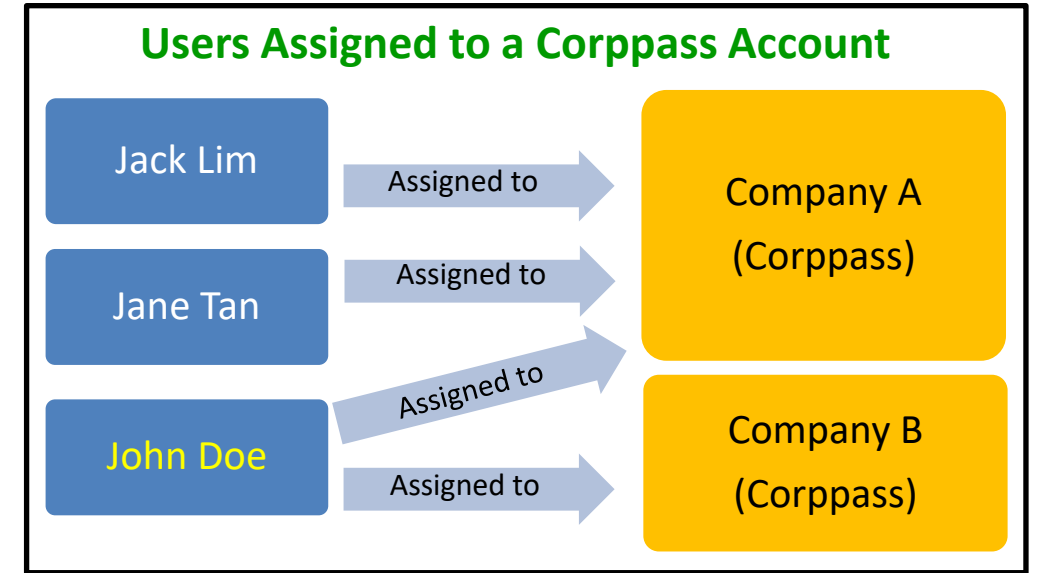 Users Assigned to a Corppass Account
Jack Lim
Assigned to
Company A
(Corppass)
Jane Tan
Assigned to
John Doe
Assigned to
Assigned to
Company B
(Corppass)